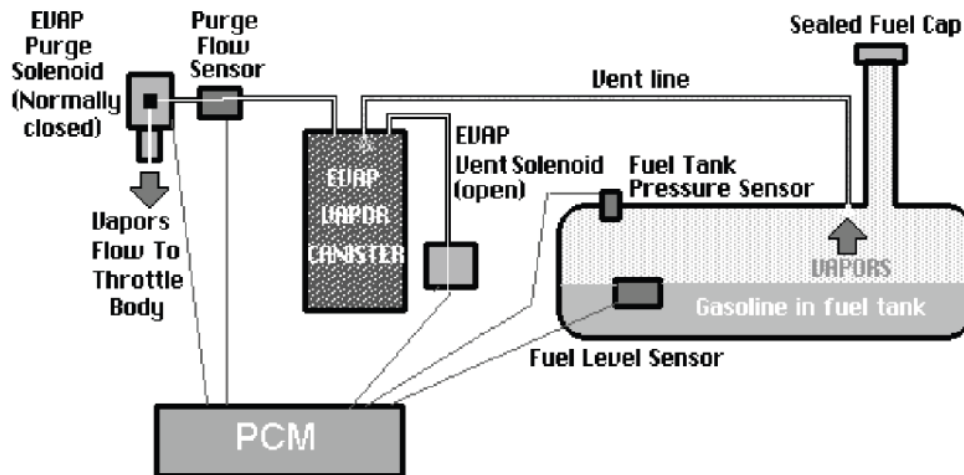 EVAP
Purge
Solenoid
(Normally
closed)
Purge
Flow
Sensor
Sealed Fuel Cap
Vent line
EVAP
Vent Solenoid
(open)
Fuel Tank
Pressure Sensor
EVAP
VAPOR
CANISTER
Vapors
Flow To
Throttle
Body
VAPORS
Gasoline in fuel tank
Fuel Level Sensor
PCM